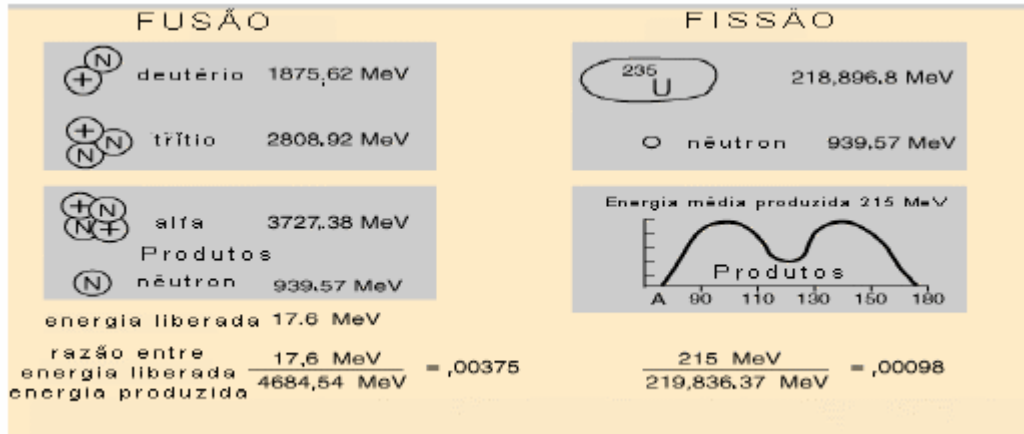 FUSÃO
deutério 1875,62 MeV
trítio 2808.92 MeV
alfa 3727,.38 MeV
Produtos
N nêutron 939.57 MeV
energia liberada 17.6 MeV
razão entre
energia liberada
energia produzida
17,6 MeV
4684,54 MeV
= ,00375
FISSÃO
235 U 218,896.8 MeV
nêutron 939.57 MeV
Energia média produzida 215 MeV
Produtos
A 90 110 130 150 180
215 MeV
219,836.37 MeV
= ,00098